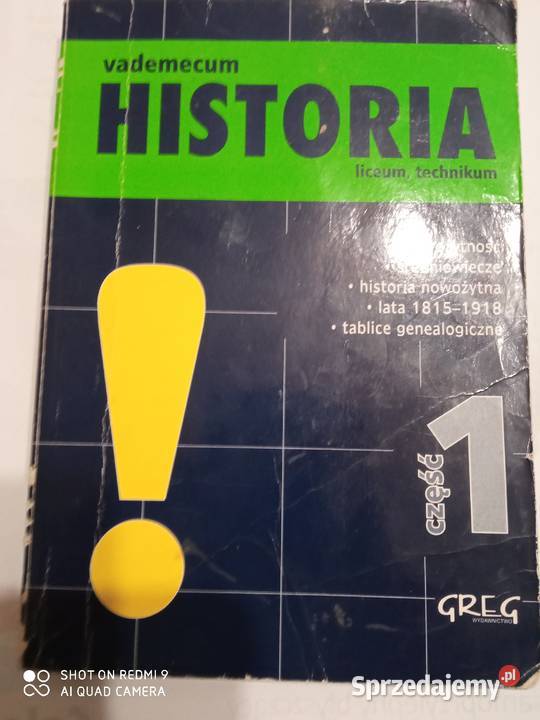 vademecum
HISTORIA
liceum, technikum
• średniowiecze
• historia nowożytna
• lata 1815–1918
• tablice genealogiczne
część 1
GREG
WYDAWNICTWO
SHOT ON REDMI 9
AI QUAD CAMERA
Sprzedajemy.pl